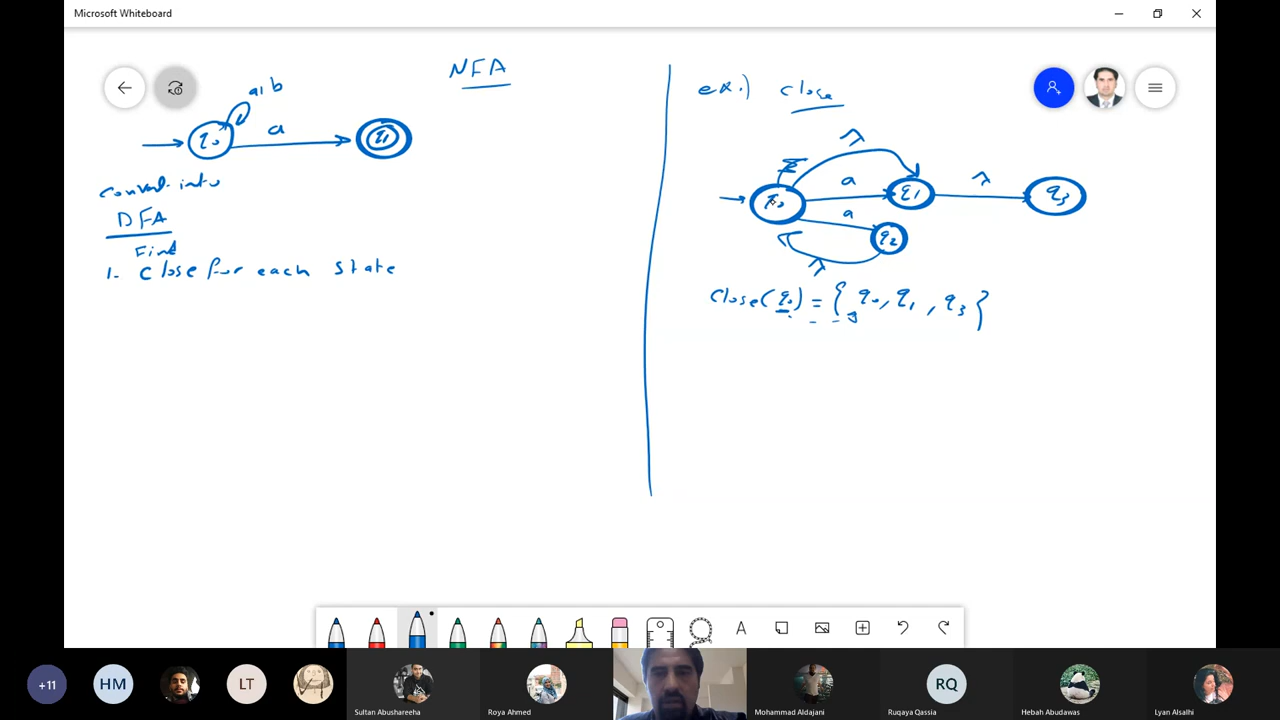 Microsoft Whiteboard
NFA
a,b
q0
a
q1
convert into
DFA
Find
1- Close for each state
ex.) close
λ
q0
a
q1
λ
q3
a
q2
λ
Close(q0) = { q0, q1, q3 }
A
+11
HM
LT
Sultan Abushareeha
Roya Ahmed
Mohammad Aldajani
RQ
Ruqaya Qassia
Hebah Abudawas
Lyan Alsalhi